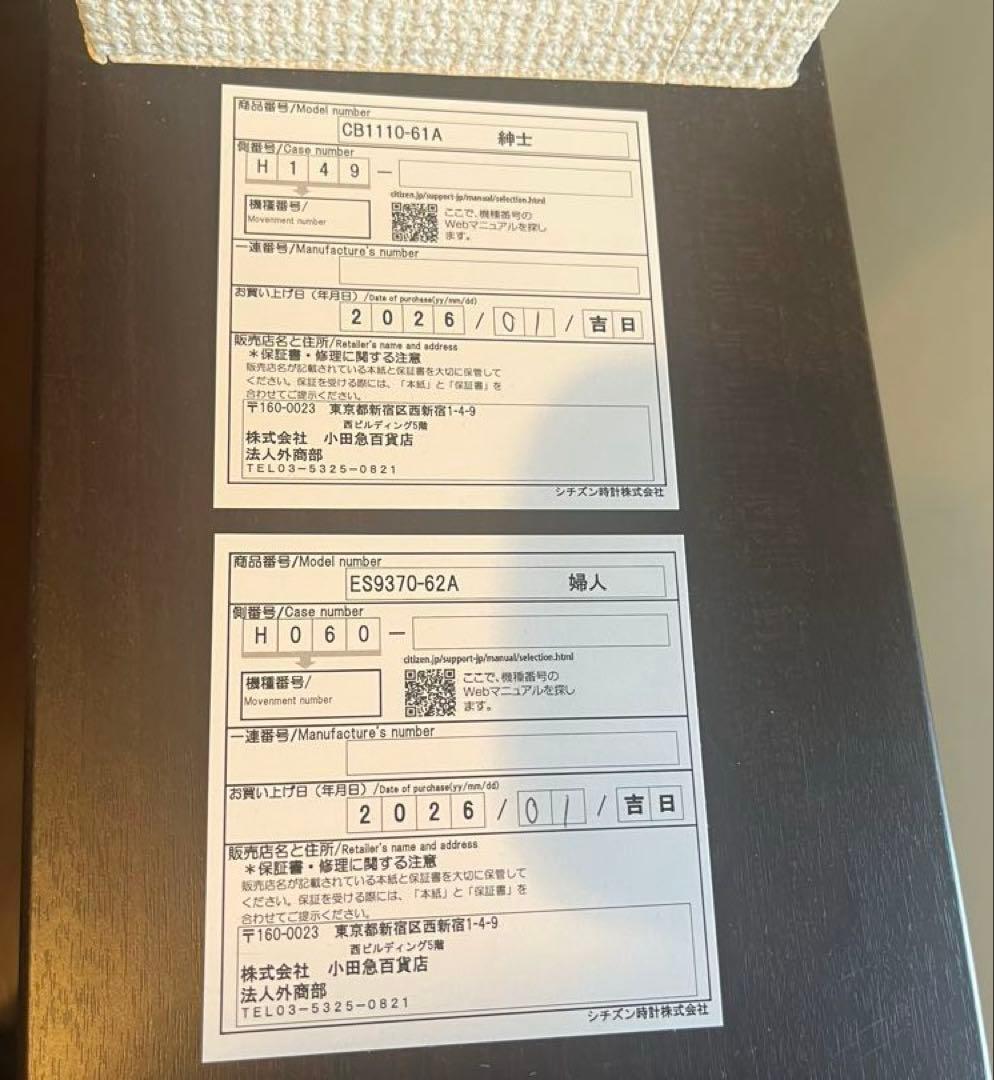 商品番号/Model number
CB1110-61A 紳士
側番号/Case number
H 1 4 9 －
citizen.jp/support-jp/manual/selection.html
機種番号/
Movenment number
ここで、機種番号の
Webマニュアルを探し
ます。
一連番号/Manufacture's number
お買い上げ日（年月日）/Date of purchase(yy/mm/dd)
2 0 2 6 / 0 1 / 吉 日
販売店名と住所/Retailer's name and address
＊保証書・修理に関する注意
販売店名が記載されている本紙と保証書を大切に保管して
ください。保証を受ける際には、「本紙」と「保証書」を
合わせてご提示ください。
〒160-0023 東京都新宿区西新宿1-4-9
西ビルディング5階
株式会社 小田急百貨店
法人外商部
TEL03-5325-0821
シチズン時計株式会社
商品番号/Model number
ES9370-62A 婦人
側番号/Case number
H 0 6 0 －
citizen.jp/support-jp/manual/selection.html
機種番号/
Movenment number
ここで、機種番号の
Webマニュアルを探し
ます。
一連番号/Manufacture's number
お買い上げ日（年月日）/Date of purchase(yy/mm/dd)
2 0 2 6 / 0 1 / 吉 日
販売店名と住所/Retailer's name and address
＊保証書・修理に関する注意
販売店名が記載されている本紙と保証書を大切に保管して
ください。保証を受ける際には、「本紙」と「保証書」を
合わせてご提示ください。
〒160-0023 東京都新宿区西新宿1-4-9
西ビルディング5階
株式会社 小田急百貨店
法人外商部
TEL03-5325-0821
シチズン時計株式会社